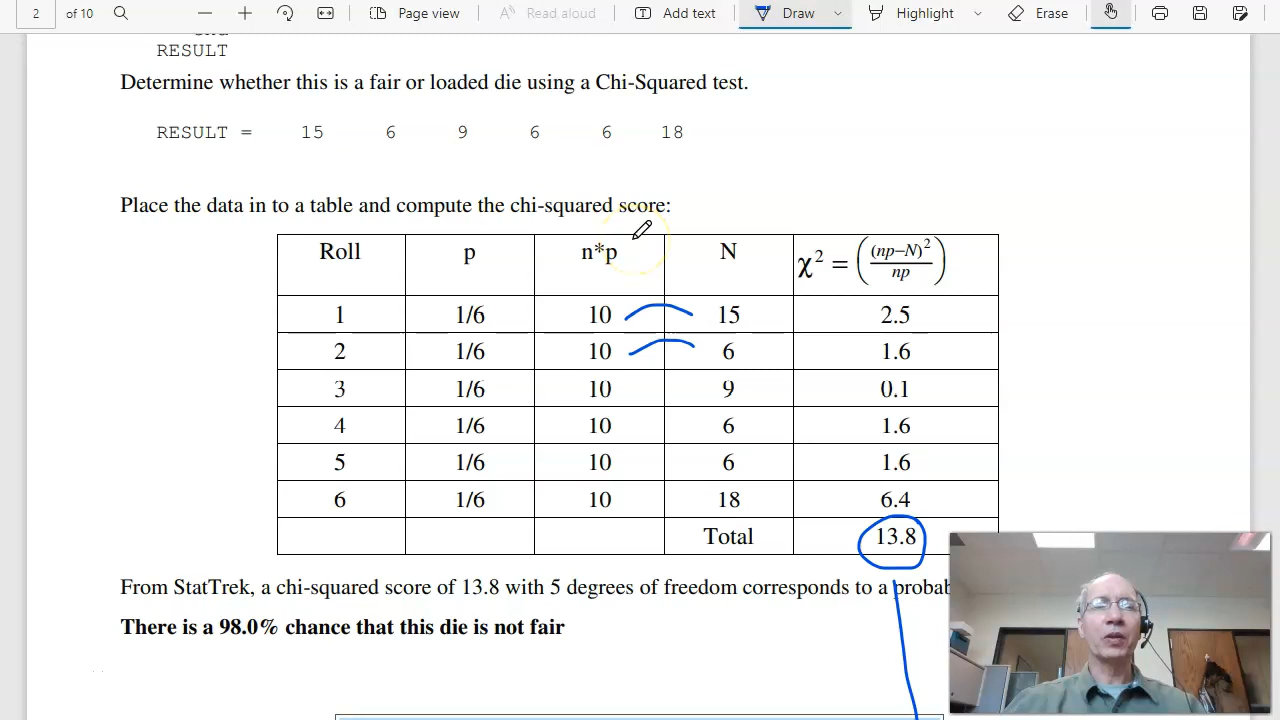 2 of 10 Page view Read aloud Add text Draw Highlight Erase
RESULT
Determine whether this is a fair or loaded die using a Chi-Squared test.
RESULT = 15 6 9 6 6 18
Place the data in to a table and compute the chi-squared score:
Roll p n*p N χ² = ((np−N)²/np)
1 1/6 10 15 2.5
2 1/6 10 6 1.6
3 1/6 10 9 0.1
4 1/6 10 6 1.6
5 1/6 10 6 1.6
6 1/6 10 18 6.4
Total 13.8
From StatTrek, a chi-squared score of 13.8 with 5 degrees of freedom corresponds to a
There is a 98.0% chance that this die is not fair